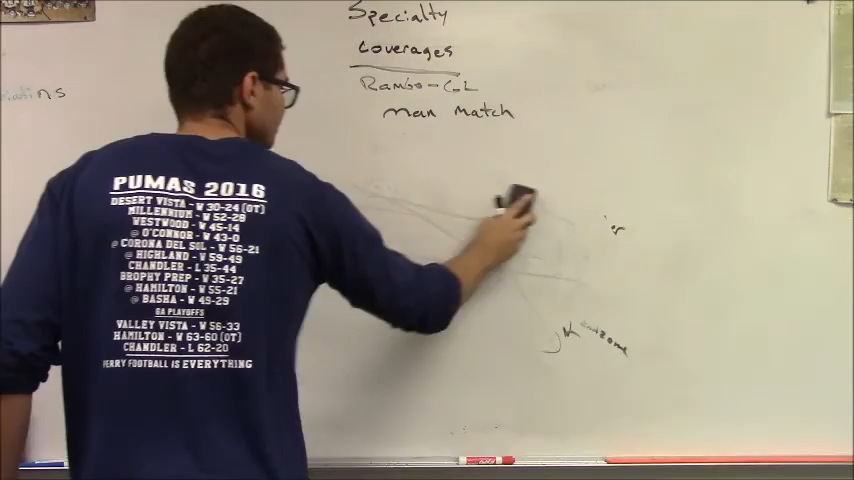 Specialty
Coverages
Rambo - Col
Man Match
PUMAS 2016
DESERT VISTA - W 30-24 (OT)
MILLENNIUM - W 52-28
WESTWOOD - W 45-14
@ O'CONNOR - W 43-0
@ CORONA DEL SOL - W 56-21
@ HIGHLAND - W 59-49
CHANDLER - L 35-44
BROPHY PREP - W 35-27
@ HAMILTON - W 55-21
@ BASHA - W 49-29
6A PLAYOFFS
VALLEY VISTA - W 56-33
HAMILTON - W 63-60 (OT)
CHANDLER - L 62-20
PERRY FOOTBALL IS EVERYTHING
endzone